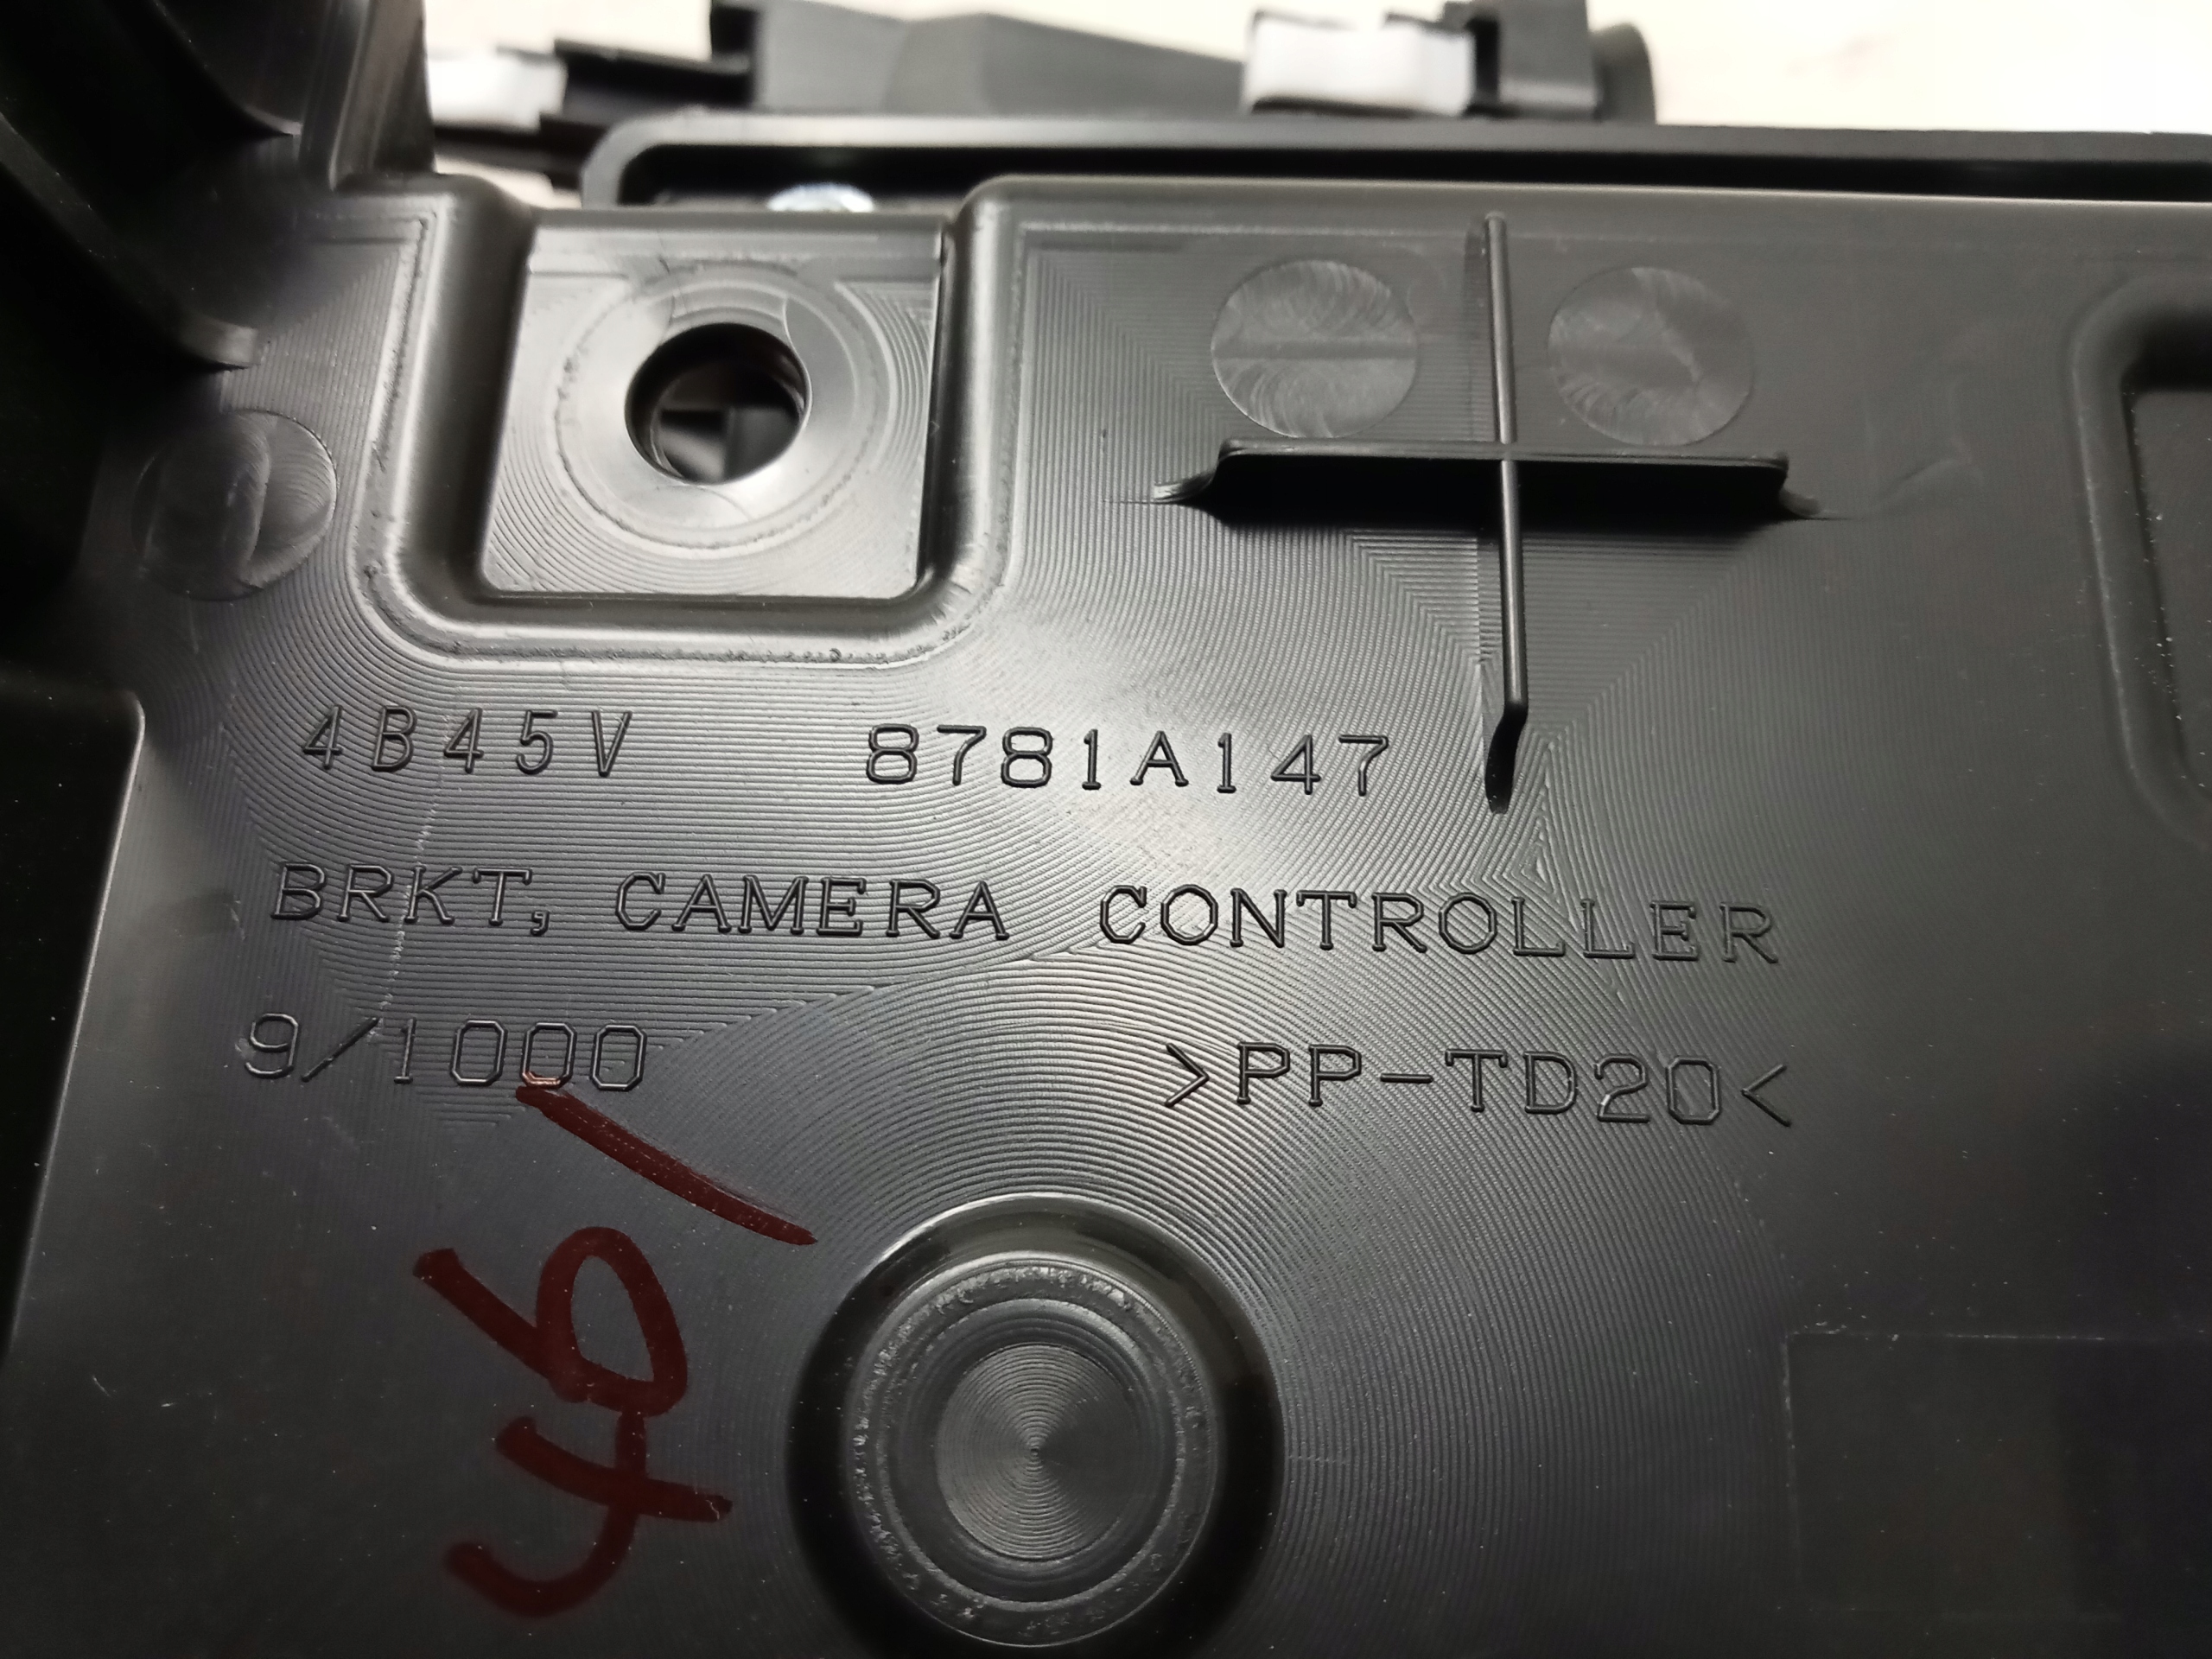 4B45V 8781A147
BRKT, CAMERA CONTROLLER
9/1000 >PP-TD20<